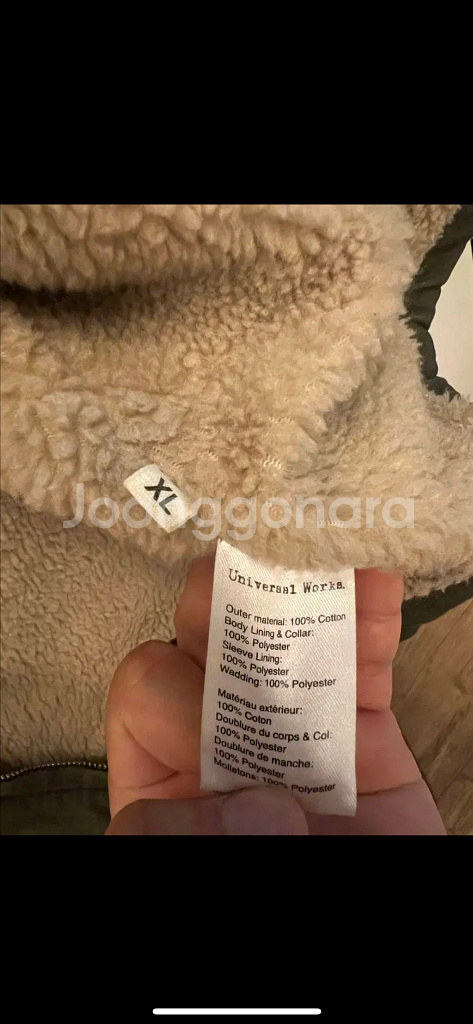 XL
Joonggonara
Universal Works.
Outer material: 100% Cotton
Body Lining & Collar:
100% Polyester
Sleeve Lining:
100% Polyester
Wadding: 100% Polyester
Matériau extérieur:
100% Coton
Doublure du corps & Col:
100% Polyester
Doublure de manche:
100% Polyester
Molletons: 100% Polyester